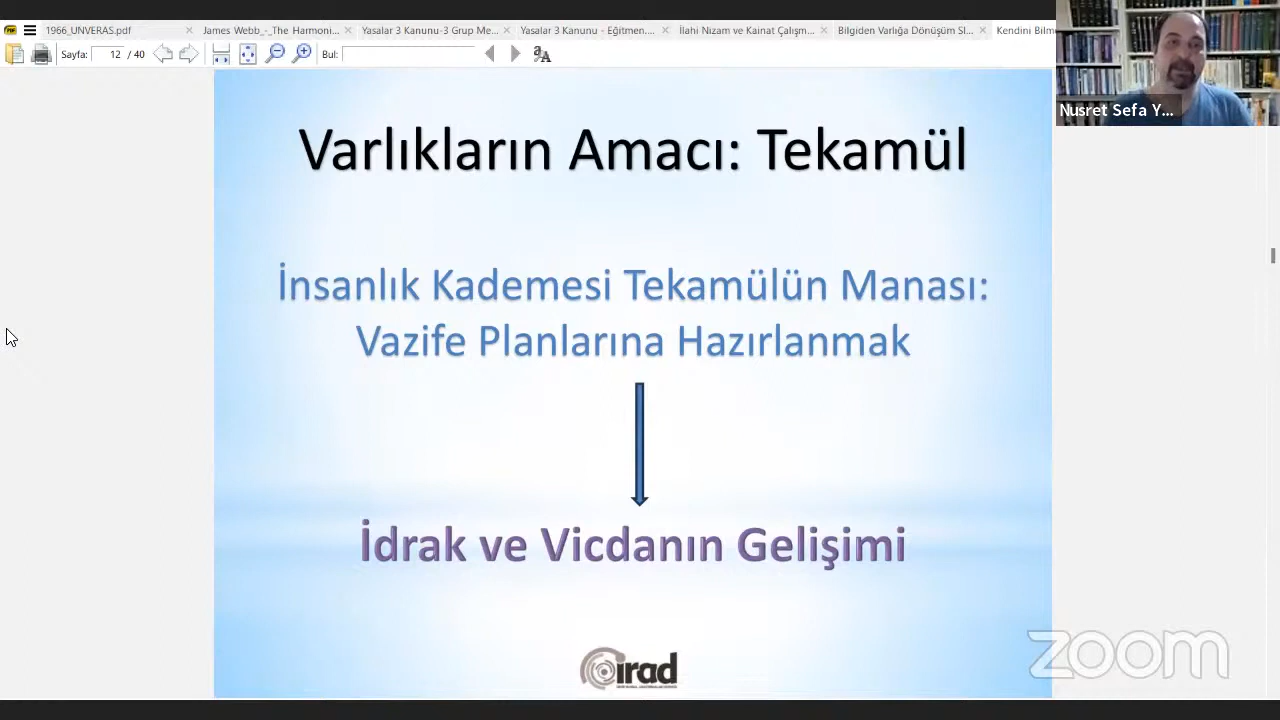 1966_UNVERAS.pdf
James Webb_-_The Harmoni...
Yasalar 3 Kanunu-3 Grup Me...
Yasalar 3 Kanunu - Eğitmen....
İlahi Nizam ve Kainat Çalışm...
Bilgiden Varlığa Dönüşüm Sl...
Kendini Bilm
Sayfa: 12 / 40
Bul:
Nusret Sefa Y...
Varlıkların Amacı: Tekamül
İnsanlık Kademesi Tekamülün Manası:
Vazife Planlarına Hazırlanmak
İdrak ve Vicdanın Gelişimi
irad
zoom